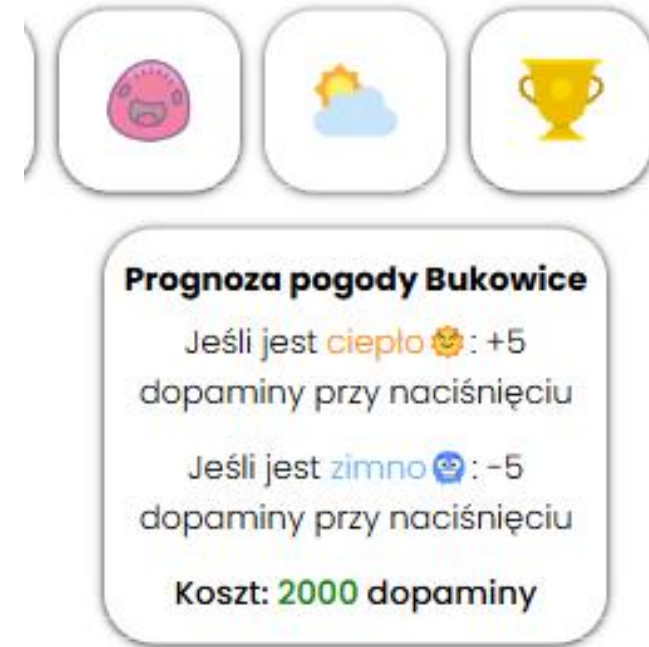 Prognoza pogody Bukowice
Jeśli jest ciepło : +5
dopaminy przy naciśnięciu
Jeśli jest zimno : -5
dopaminy przy naciśnięciu
Koszt: 2000 dopaminy